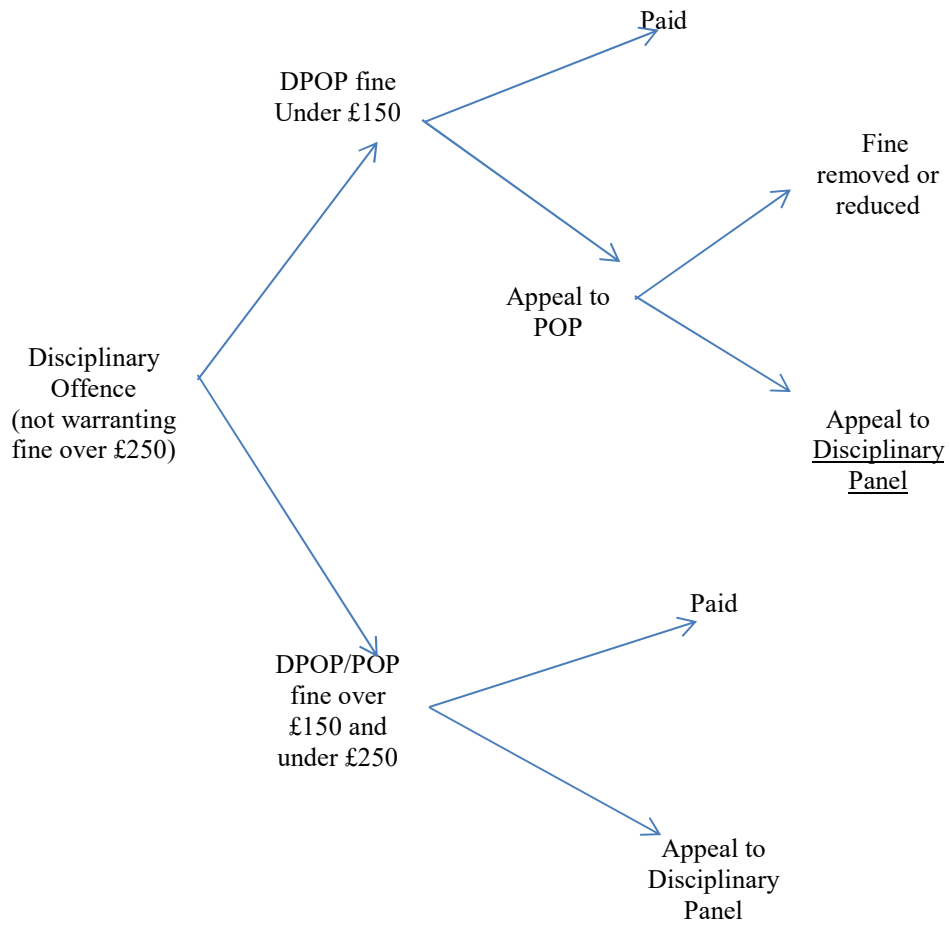 Paid
DPOP fine
Under £150
Fine
removed or
reduced
Appeal to
POP
Disciplinary
Offence
(not warranting
fine over £250)
Appeal to
Disciplinary
Panel
Paid
DPOP/POP
fine over
£150 and
under £250
Appeal to
Disciplinary
Panel